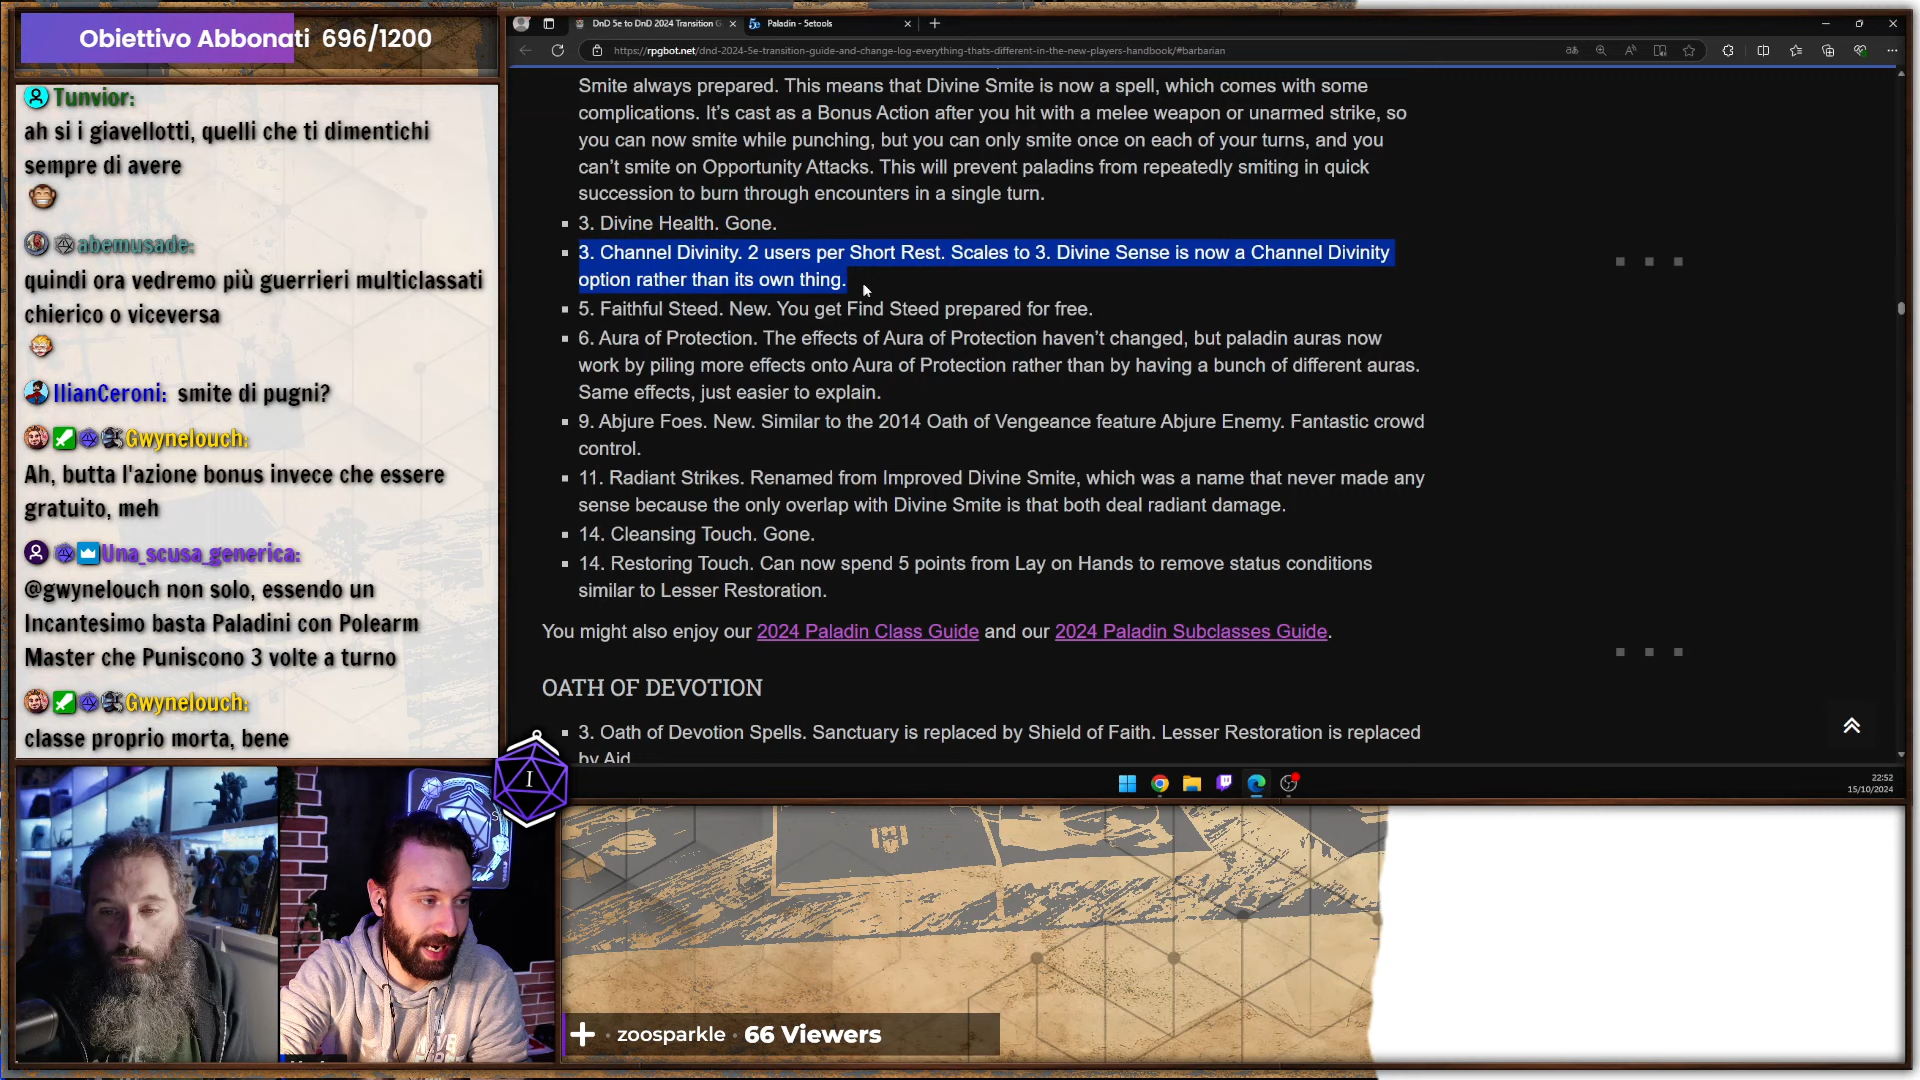 Obiettivo Abbonati 696/1200
Tunvior:
ah si i giavellotti, quelli che ti dimentichi
sempre di avere
abemusade:
quindi ora vedremo più guerrieri multiclassati
chierico o viceversa
IlianCeroni: smite di pugni?
Gwynelouch:
Ah, butta l'azione bonus invece che essere
gratuito, meh
Una_scusa_generica:
@gwynelouch non solo, essendo un
Incantesimo basta Paladini con Polearm
Master che Puniscono 3 volte a turno
Gwynelouch:
classe proprio morta, bene
DnD 5e to DnD 2024 Transition G
Paladin - 5etools
https://rpgbot.net/dnd-2024-5e-transition-guide-and-change-log-everything-thats-different-in-the-new-players-handbook/#barbarian
Smite always prepared. This means that Divine Smite is now a spell, which comes with some
complications. It's cast as a Bonus Action after you hit with a melee weapon or unarmed strike, so
you can now smite while punching, but you can only smite once on each of your turns, and you
can't smite on Opportunity Attacks. This will prevent paladins from repeatedly smiting in quick
succession to burn through encounters in a single turn.
3. Divine Health. Gone.
3. Channel Divinity. 2 users per Short Rest. Scales to 3. Divine Sense is now a Channel Divinity
option rather than its own thing.
5. Faithful Steed. New. You get Find Steed prepared for free.
6. Aura of Protection. The effects of Aura of Protection haven't changed, but paladin auras now
work by piling more effects onto Aura of Protection rather than by having a bunch of different auras.
Same effects, just easier to explain.
9. Abjure Foes. New. Similar to the 2014 Oath of Vengeance feature Abjure Enemy. Fantastic crowd
control.
11. Radiant Strikes. Renamed from Improved Divine Smite, which was a name that never made any
sense because the only overlap with Divine Smite is that both deal radiant damage.
14. Cleansing Touch. Gone.
14. Restoring Touch. Can now spend 5 points from Lay on Hands to remove status conditions
similar to Lesser Restoration.
You might also enjoy our 2024 Paladin Class Guide and our 2024 Paladin Subclasses Guide.
OATH OF DEVOTION
3. Oath of Devotion Spells. Sanctuary is replaced by Shield of Faith. Lesser Restoration is replaced
by Aid
22:52
15/10/2024
I
zoosparkle · 66 Viewers